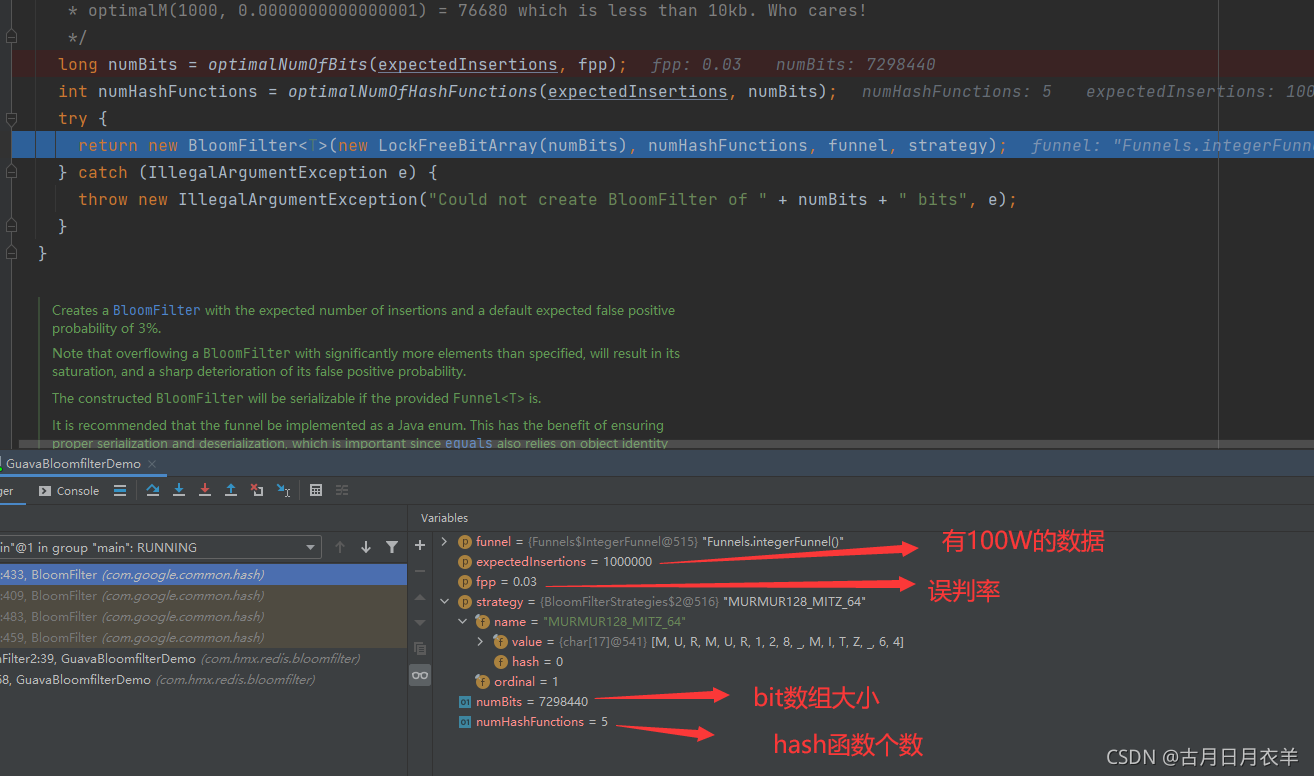 * optimalM(1000, 0.0000000000000001) = 76680 which is less than 10kb. Who cares!
*/
long numBits = optimalNumOfBits(expectedInsertions, fpp); fpp: 0.03 numBits: 7298440
int numHashFunctions = optimalNumOfHashFunctions(expectedInsertions, numBits); numHashFunctions: 5 expectedInsertions: 100
try {
return new BloomFilter<T>(new LockFreeBitArray(numBits), numHashFunctions, funnel, strategy); funnel: "Funnels.integerFunn
} catch (IllegalArgumentException e) {
throw new IllegalArgumentException("Could not create BloomFilter of " + numBits + " bits", e);
}
}
Creates a BloomFilter with the expected number of insertions and a default expected false positive
probability of 3%.
Note that overflowing a BloomFilter with significantly more elements than specified, will result in its
saturation, and a sharp deterioration of its false positive probability.
The constructed BloomFilter will be serializable if the provided Funnel<T> is.
It is recommended that the funnel be implemented as a Java enum. This has the benefit of ensuring
proper serialization and deserialization, which is important since equals also relies on object identity
GuavaBloomfilterDemo
ger Console
Variables
in"@1 in group "main": RUNNING
:433, BloomFilter (com.google.common.hash)
:409, BloomFilter (com.google.common.hash)
:483, BloomFilter (com.google.common.hash)
:459, BloomFilter (com.google.common.hash)
nFilter2:39, GuavaBloomfilterDemo (com.hmx.redis.bloomfilter)
58, GuavaBloomfilterDemo (com.hmx.redis.bloomfilter)
funnel = {Funnels$IntegerFunnel@515} "Funnels.integerFunnel()"
expectedInsertions = 1000000
有100W的数据
fpp = 0.03
误判率
strategy = {BloomFilterStrategies$2@516} "MURMUR128_MITZ_64"
name = "MURMUR128_MITZ_64"
value = {char[17]@541} [M, U, R, M, U, R, 1, 2, 8, _, M, I, T, Z, _, 6, 4]
hash = 0
ordinal = 1
numBits = 7298440
bit数组大小
numHashFunctions = 5
hash函数个数
CSDN @古月日月衣羊